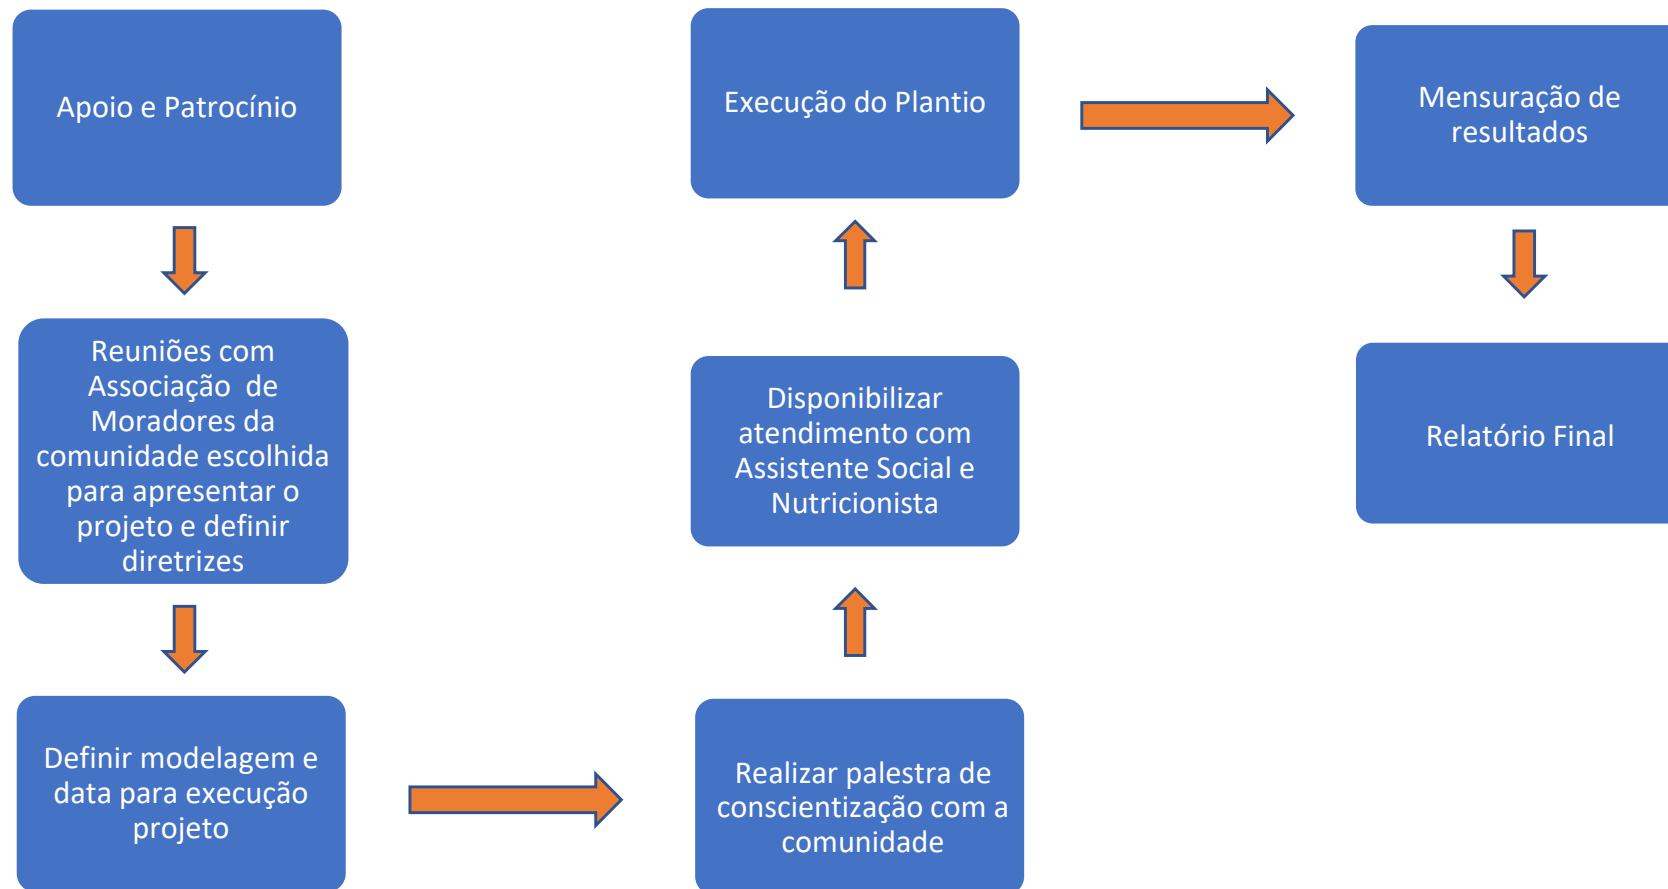 Apoio e Patrocínio
Reuniões com
Associação de
Moradores da
comunidade escolhida
para apresentar o
projeto e definir
diretrizes
Definir modelagem e
data para execução
projeto
Realizar palestra de
conscientização com a
comunidade
Disponibilizar
atendimento com
Assistente Social e
Nutricionista
Execução do Plantio
Mensuração de
resultados
Relatório Final